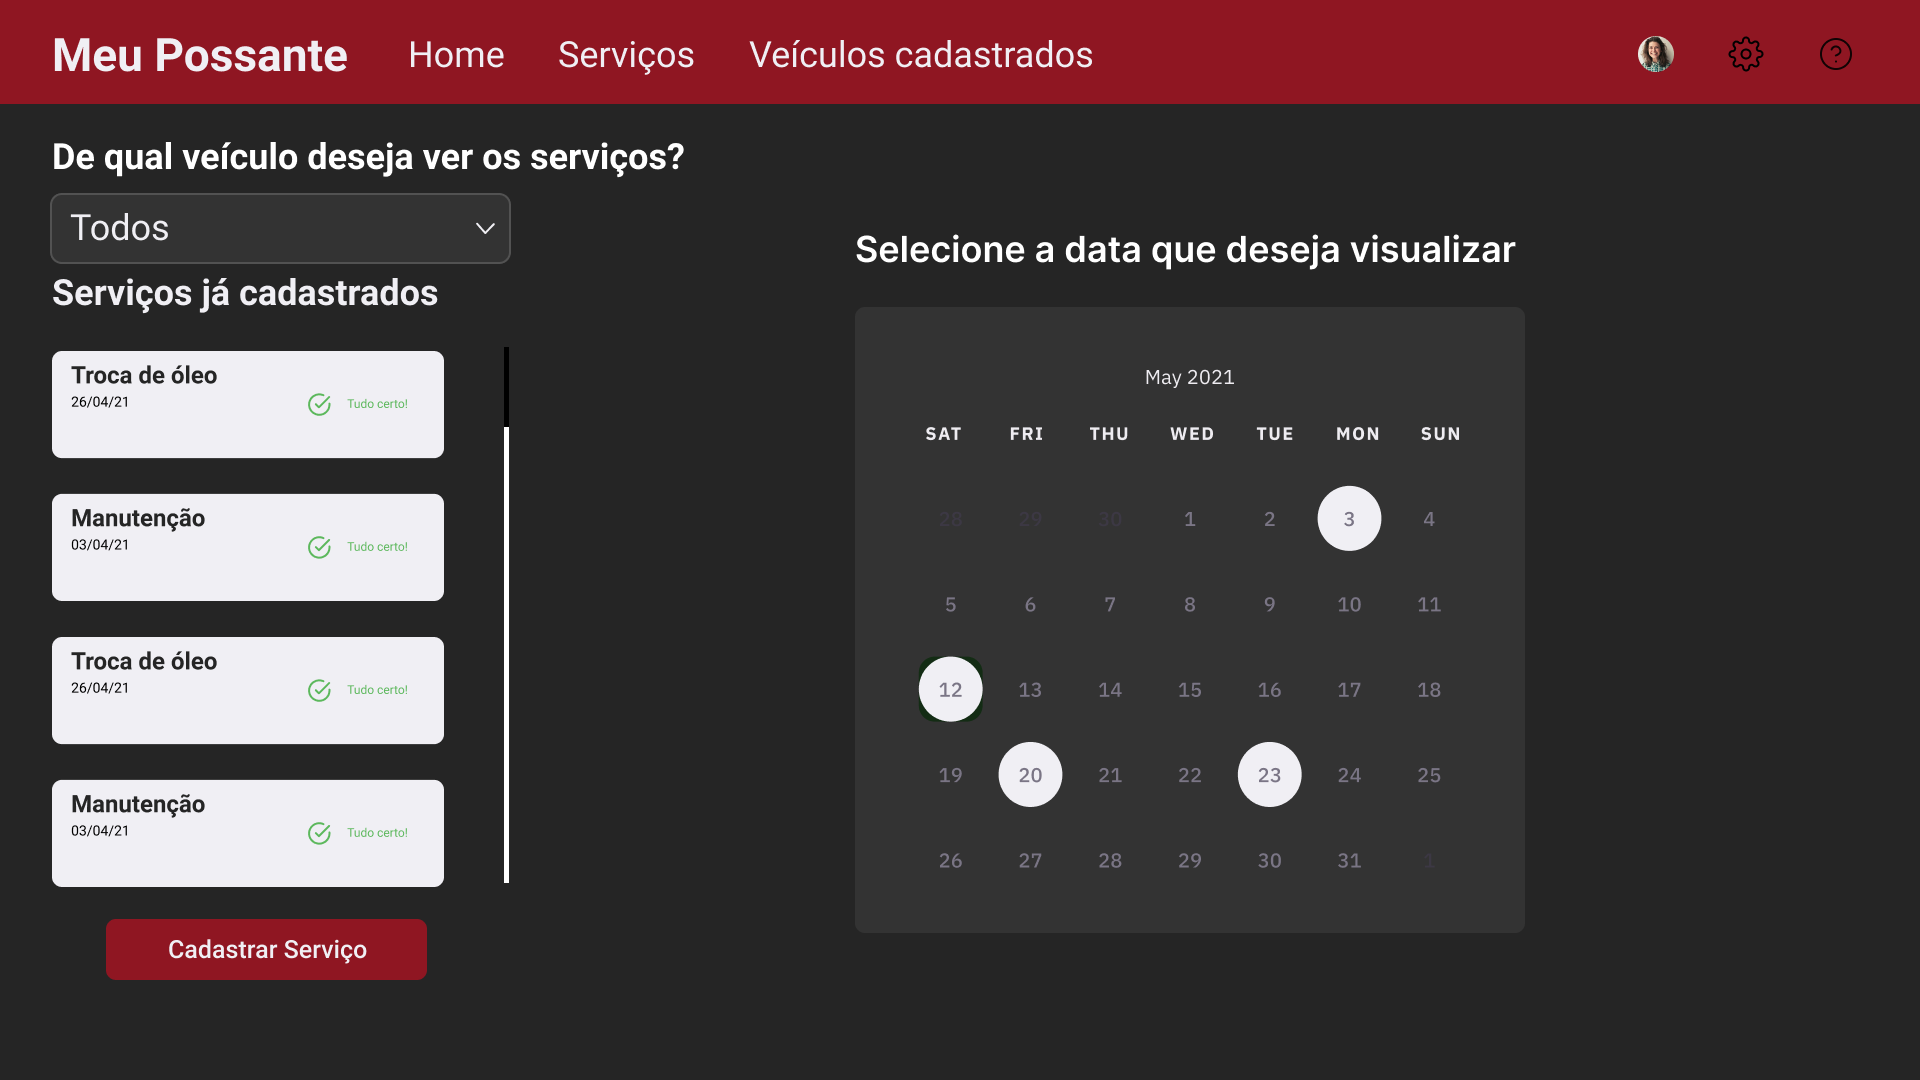 Meu Possante Home Serviços Veículos cadastrados
De qual veículo deseja ver os serviços?
Todos
Serviços já cadastrados
Troca de óleo
26/04/21
Tudo certo!
Manutenção
03/04/21
Tudo certo!
Troca de óleo
26/04/21
Tudo certo!
Manutenção
03/04/21
Tudo certo!
Cadastrar Serviço
Selecione a data que deseja visualizar
May 2021
SAT FRI THU WED TUE MON SUN
28 29 30 1 2 3 4
5 6 7 8 9 10 11
12 13 14 15 16 17 18
19 20 21 22 23 24 25
26 27 28 29 30 31 1